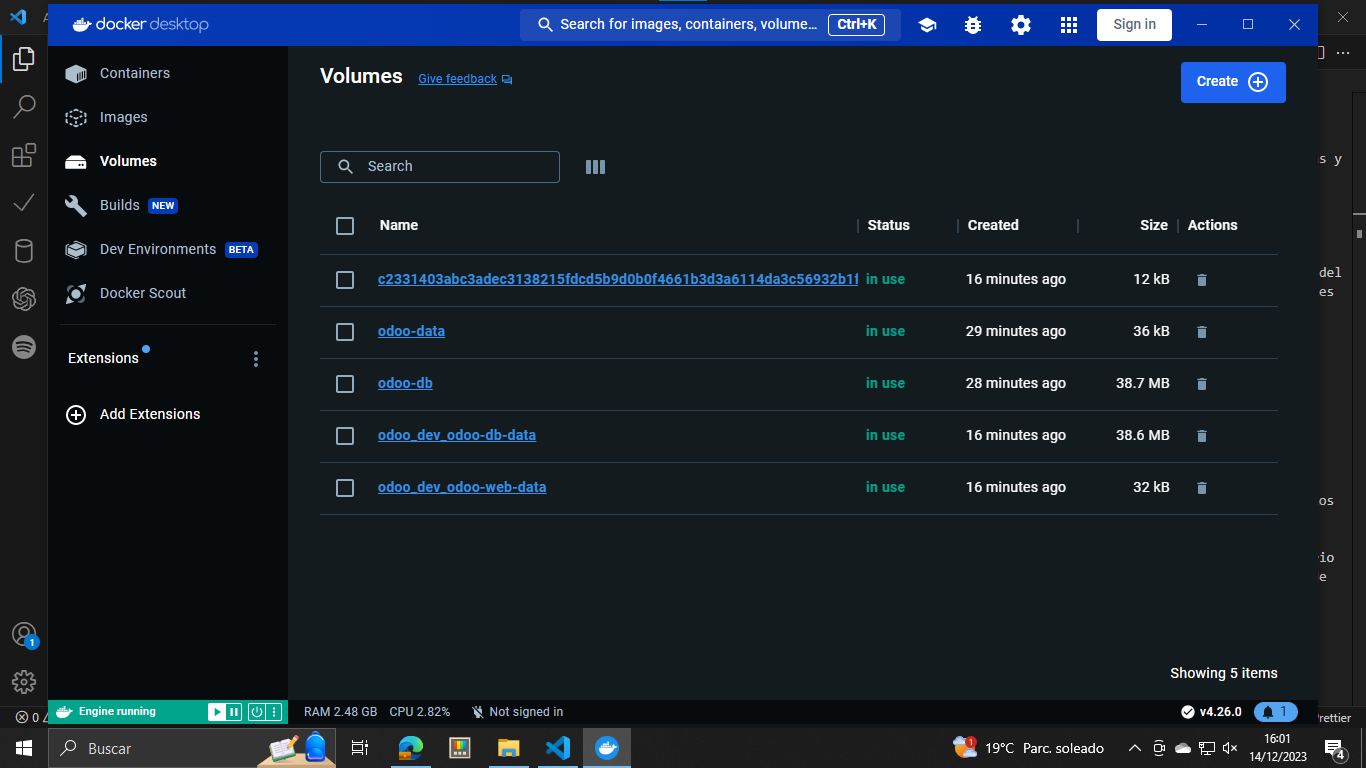 docker desktop
Search for images, containers, volume... Ctrl+K
Sign in
Containers
Images
Volumes
Builds NEW
Dev Environments BETA
Docker Scout
Extensions
Add Extensions
Volumes Give feedback
Create
Search
Name Status Created Size Actions
c2331403abc3adec3138215fdcd5b9d0b0f4661b3d3a6114da3c56932b1f in use 16 minutes ago 12 kB
odoo-data in use 29 minutes ago 36 kB
odoo-db in use 28 minutes ago 38.7 MB
odoo_dev_odoo-db-data in use 16 minutes ago 38.6 MB
odoo_dev_odoo-web-data in use 16 minutes ago 32 kB
Showing 5 items
s y
del
es
os
vio
e
1
Engine running
RAM 2.48 GB CPU 2.82% Not signed in
v4.26.0 1
0
rettier
Buscar
1 19°C Parc. soleado
16:01
14/12/2023
4